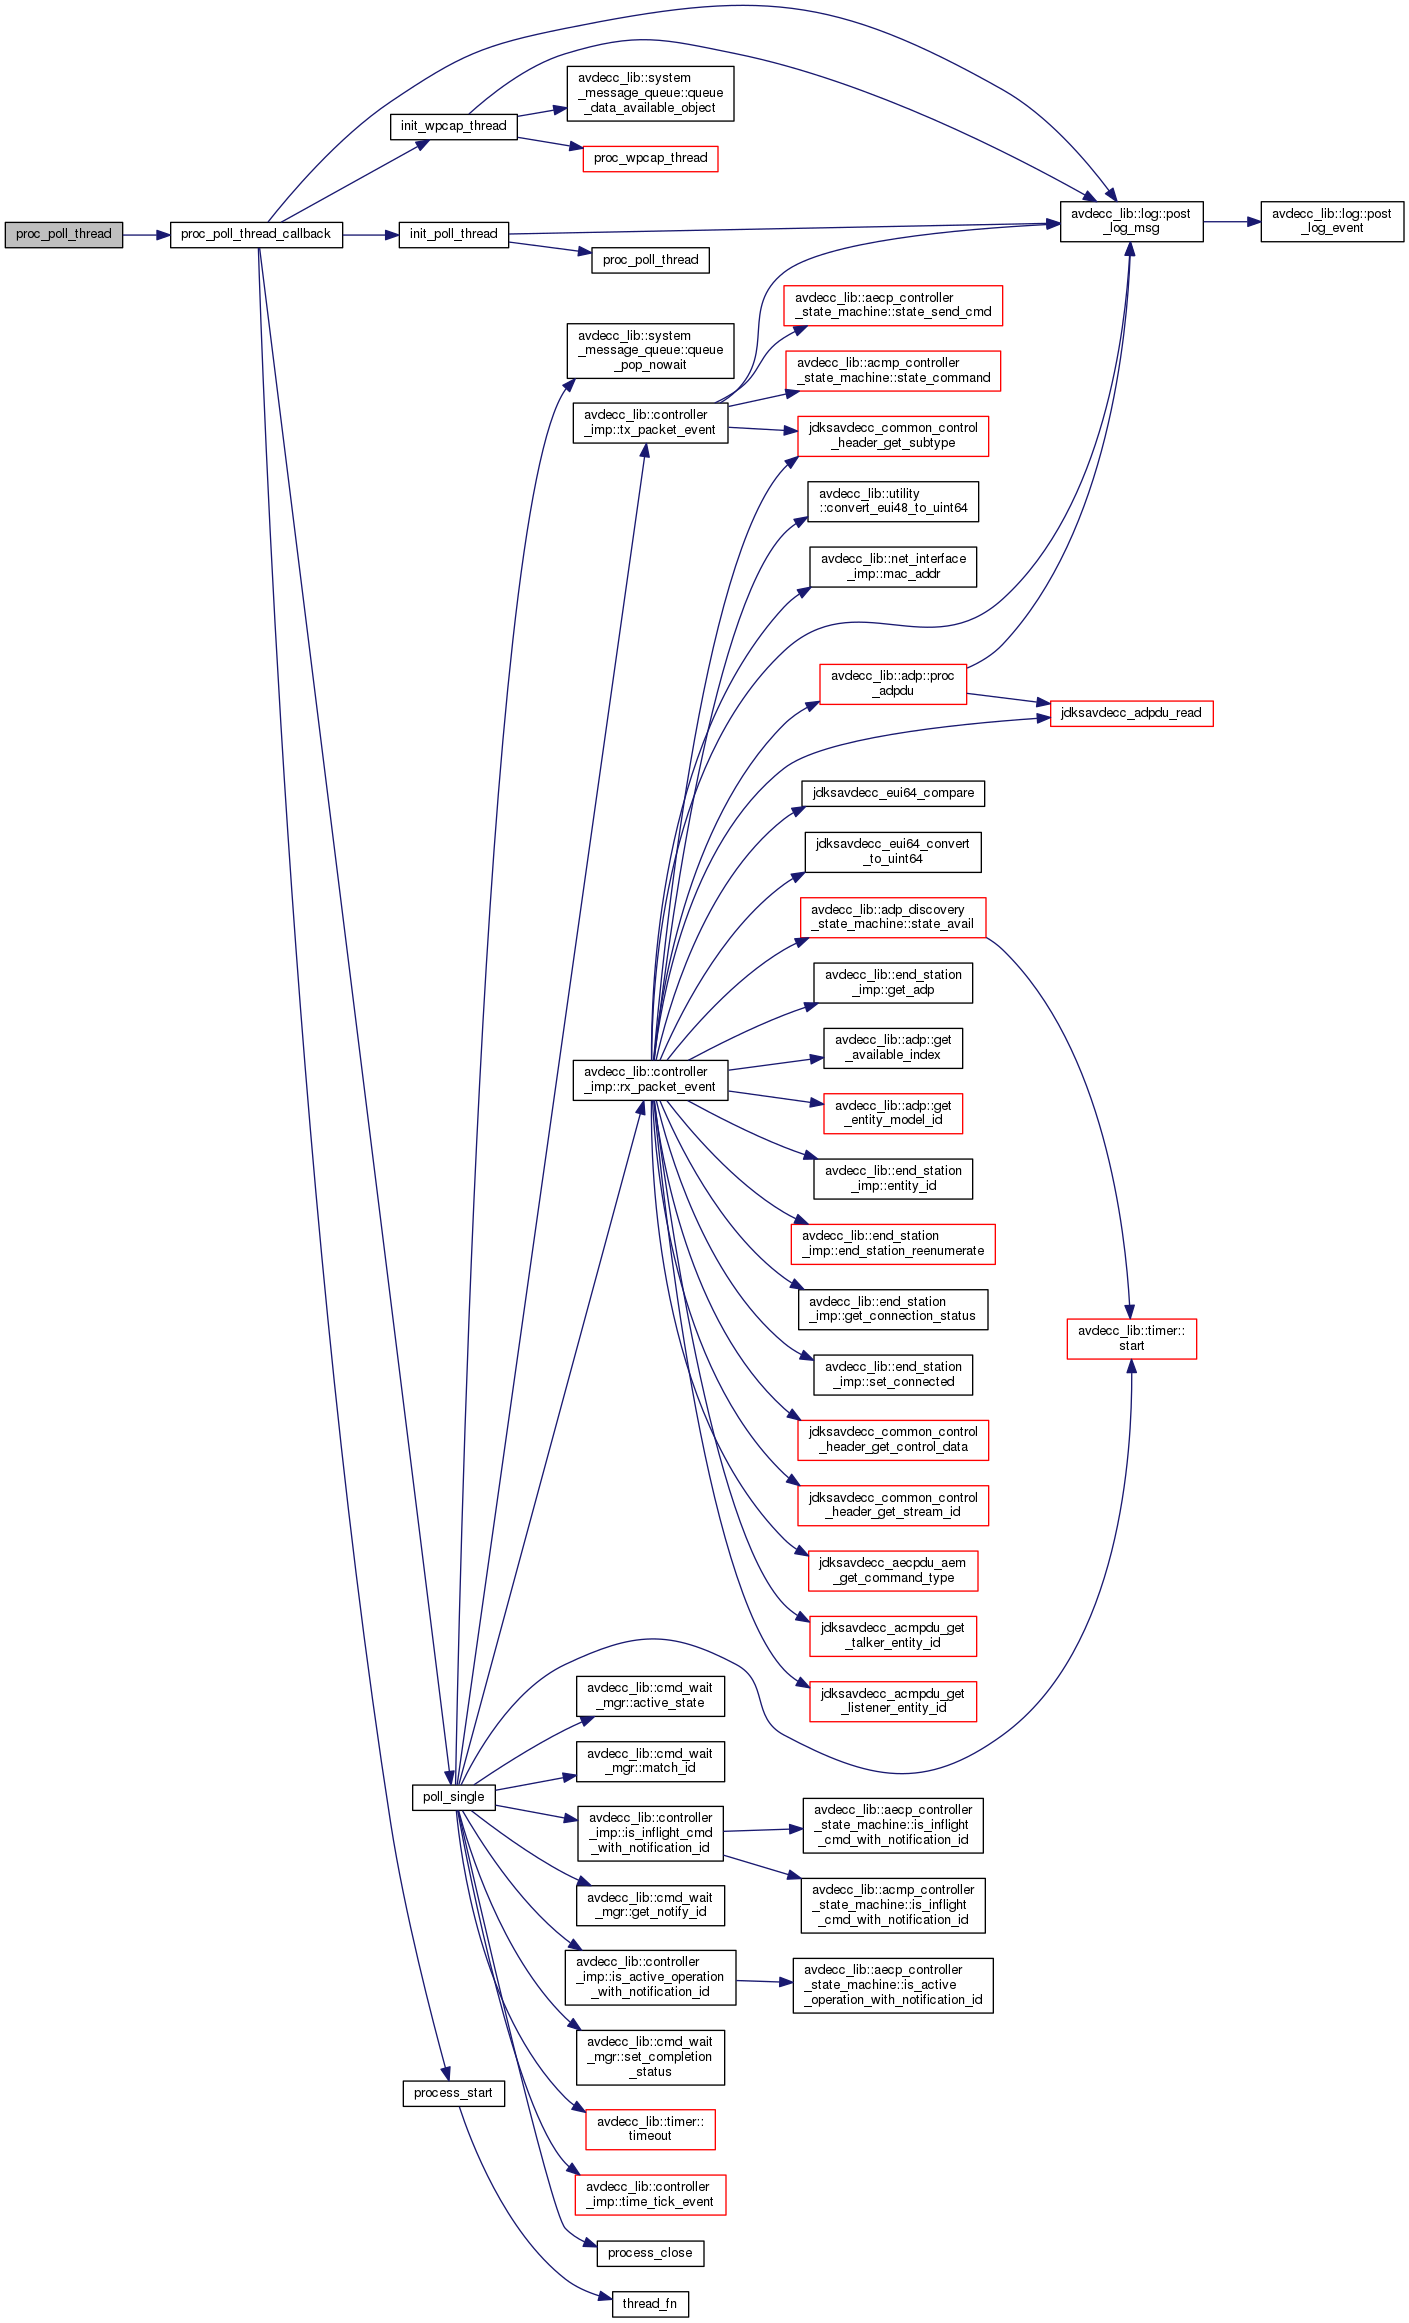 proc_poll_thread
proc_poll_thread_callback
init_wpcap_thread
avdecc_lib::system
_message_queue::queue
_data_available_object
proc_wpcap_thread
init_poll_thread
proc_poll_thread
avdecc_lib::log::post
_log_msg
avdecc_lib::log::post
_log_event
avdecc_lib::system
_message_queue::queue
_pop_nowait
avdecc_lib::controller
_imp::tx_packet_event
avdecc_lib::aecp_controller
_state_machine::state_send_cmd
avdecc_lib::acmp_controller
_state_machine::state_command
jdksavdecc_common_control
_header_get_subtype
avdecc_lib::utility
::convert_eui48_to_uint64
avdecc_lib::net_interface
_imp::mac_addr
avdecc_lib::adp::proc
_adpdu
jdksavdecc_adpdu_read
jdksavdecc_eui64_compare
jdksavdecc_eui64_convert
_to_uint64
avdecc_lib::adp_discovery
_state_machine::state_avail
avdecc_lib::end_station
_imp::get_adp
avdecc_lib::adp::get
_available_index
avdecc_lib::controller
_imp::rx_packet_event
avdecc_lib::adp::get
_entity_model_id
avdecc_lib::end_station
_imp::entity_id
avdecc_lib::end_station
_imp::end_station_reenumerate
avdecc_lib::end_station
_imp::get_connection_status
avdecc_lib::timer::
start
avdecc_lib::end_station
_imp::set_connected
jdksavdecc_common_control
_header_get_control_data
jdksavdecc_common_control
_header_get_stream_id
jdksavdecc_aecpdu_aem
_get_command_type
jdksavdecc_acmpdu_get
_talker_entity_id
jdksavdecc_acmpdu_get
_listener_entity_id
avdecc_lib::cmd_wait
_mgr::active_state
avdecc_lib::cmd_wait
_mgr::match_id
poll_single
avdecc_lib::controller
_imp::is_inflight_cmd
_with_notification_id
avdecc_lib::aecp_controller
_state_machine::is_inflight
_cmd_with_notification_id
avdecc_lib::acmp_controller
_state_machine::is_inflight
_cmd_with_notification_id
avdecc_lib::cmd_wait
_mgr::get_notify_id
avdecc_lib::controller
_imp::is_active_operation
_with_notification_id
avdecc_lib::aecp_controller
_state_machine::is_active
_operation_with_notification_id
avdecc_lib::cmd_wait
_mgr::set_completion
_status
process_start
avdecc_lib::timer::
timeout
avdecc_lib::controller
_imp::time_tick_event
process_close
thread_fn